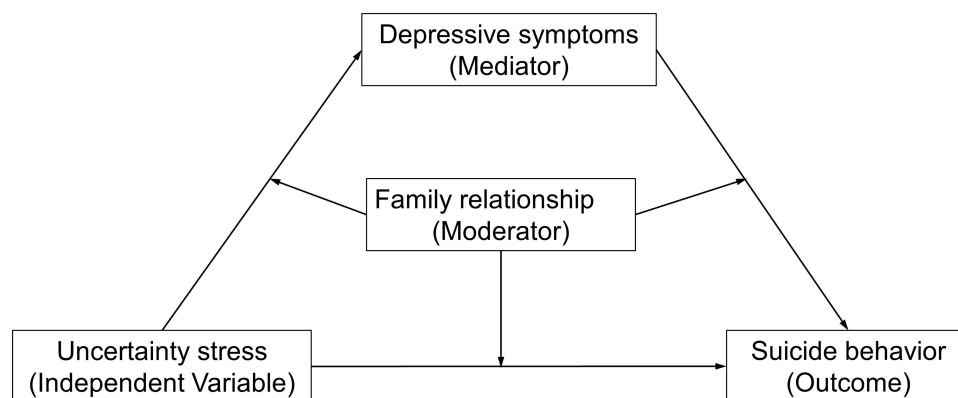 Depressive symptoms
(Mediator)
Family relationship
(Moderator)
Uncertainty stress
(Independent Variable)
Suicide behavior
(Outcome)